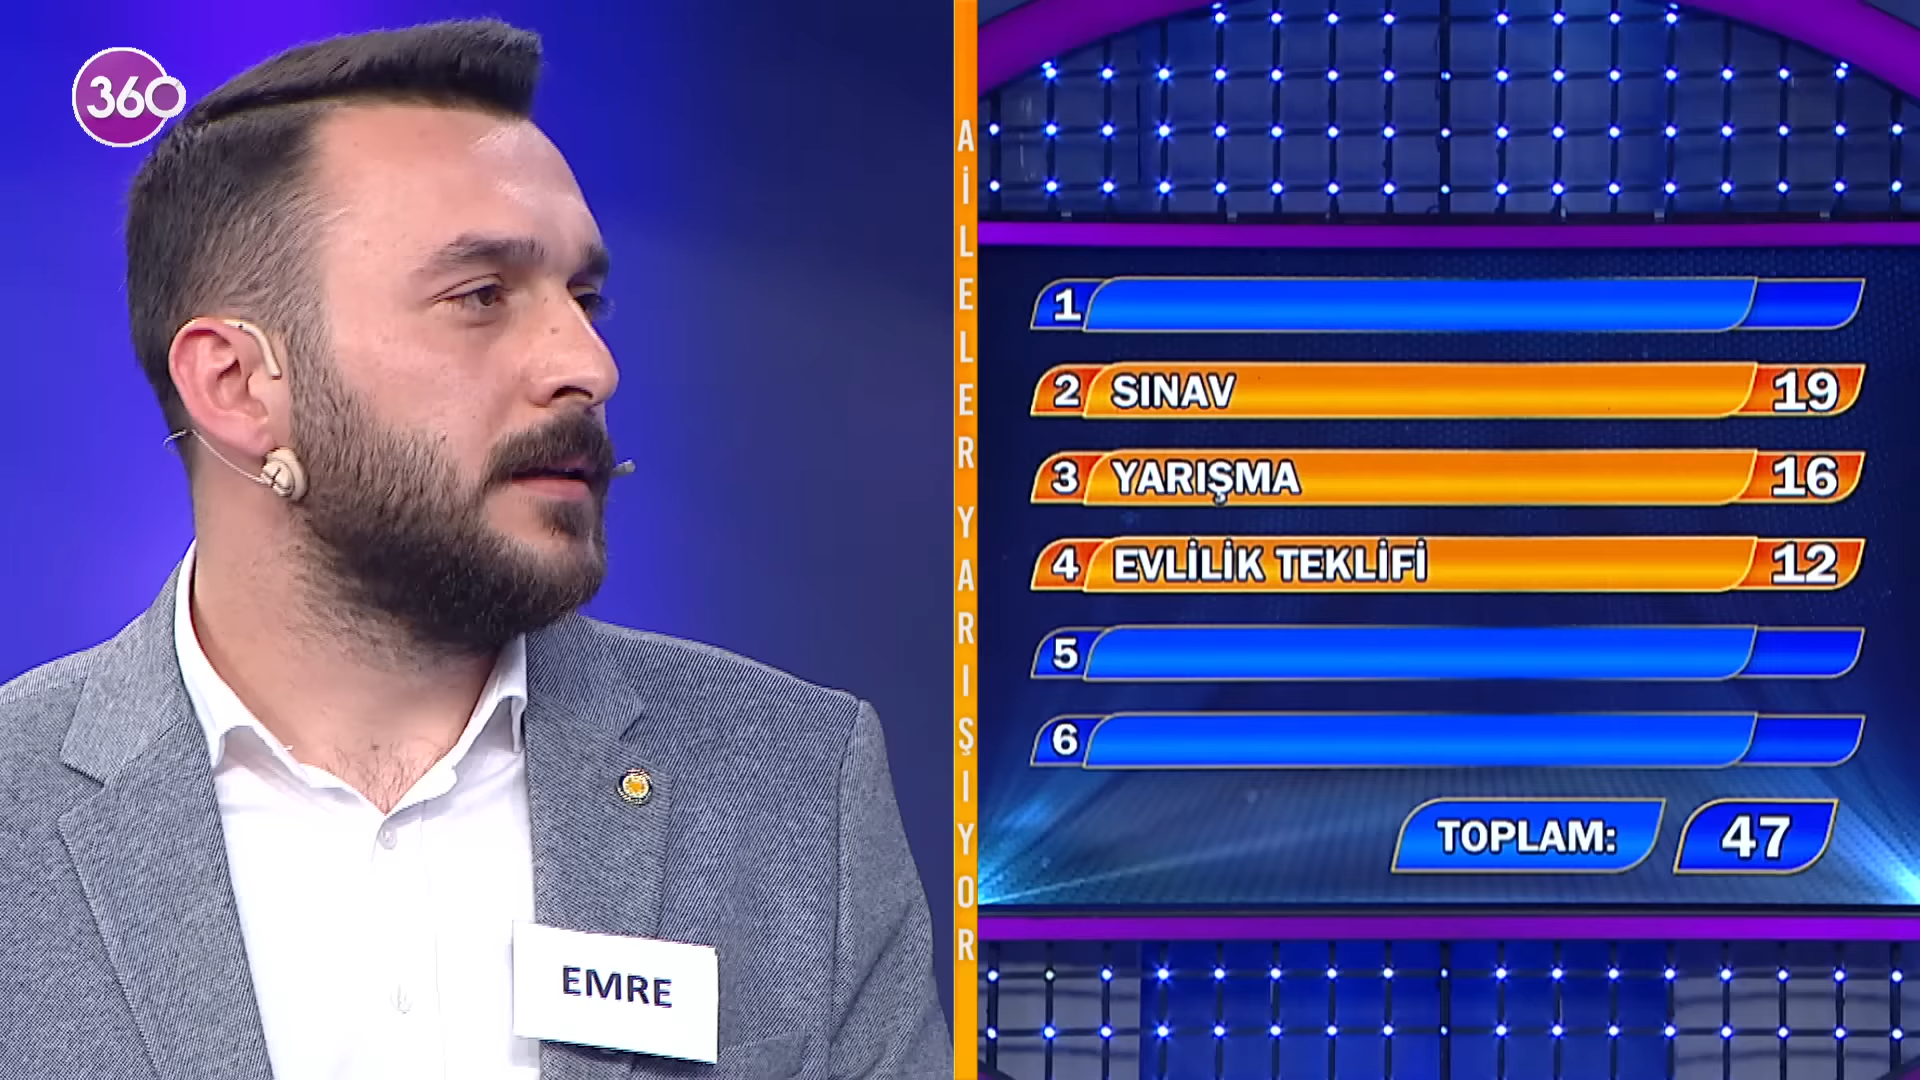 360
AİLELER YARIŞIYOR
1
2 SINAV 19
3 YARIŞMA 16
4 EVLİLİK TEKLİFİ 12
5
6
TOPLAM: 47
EMRE